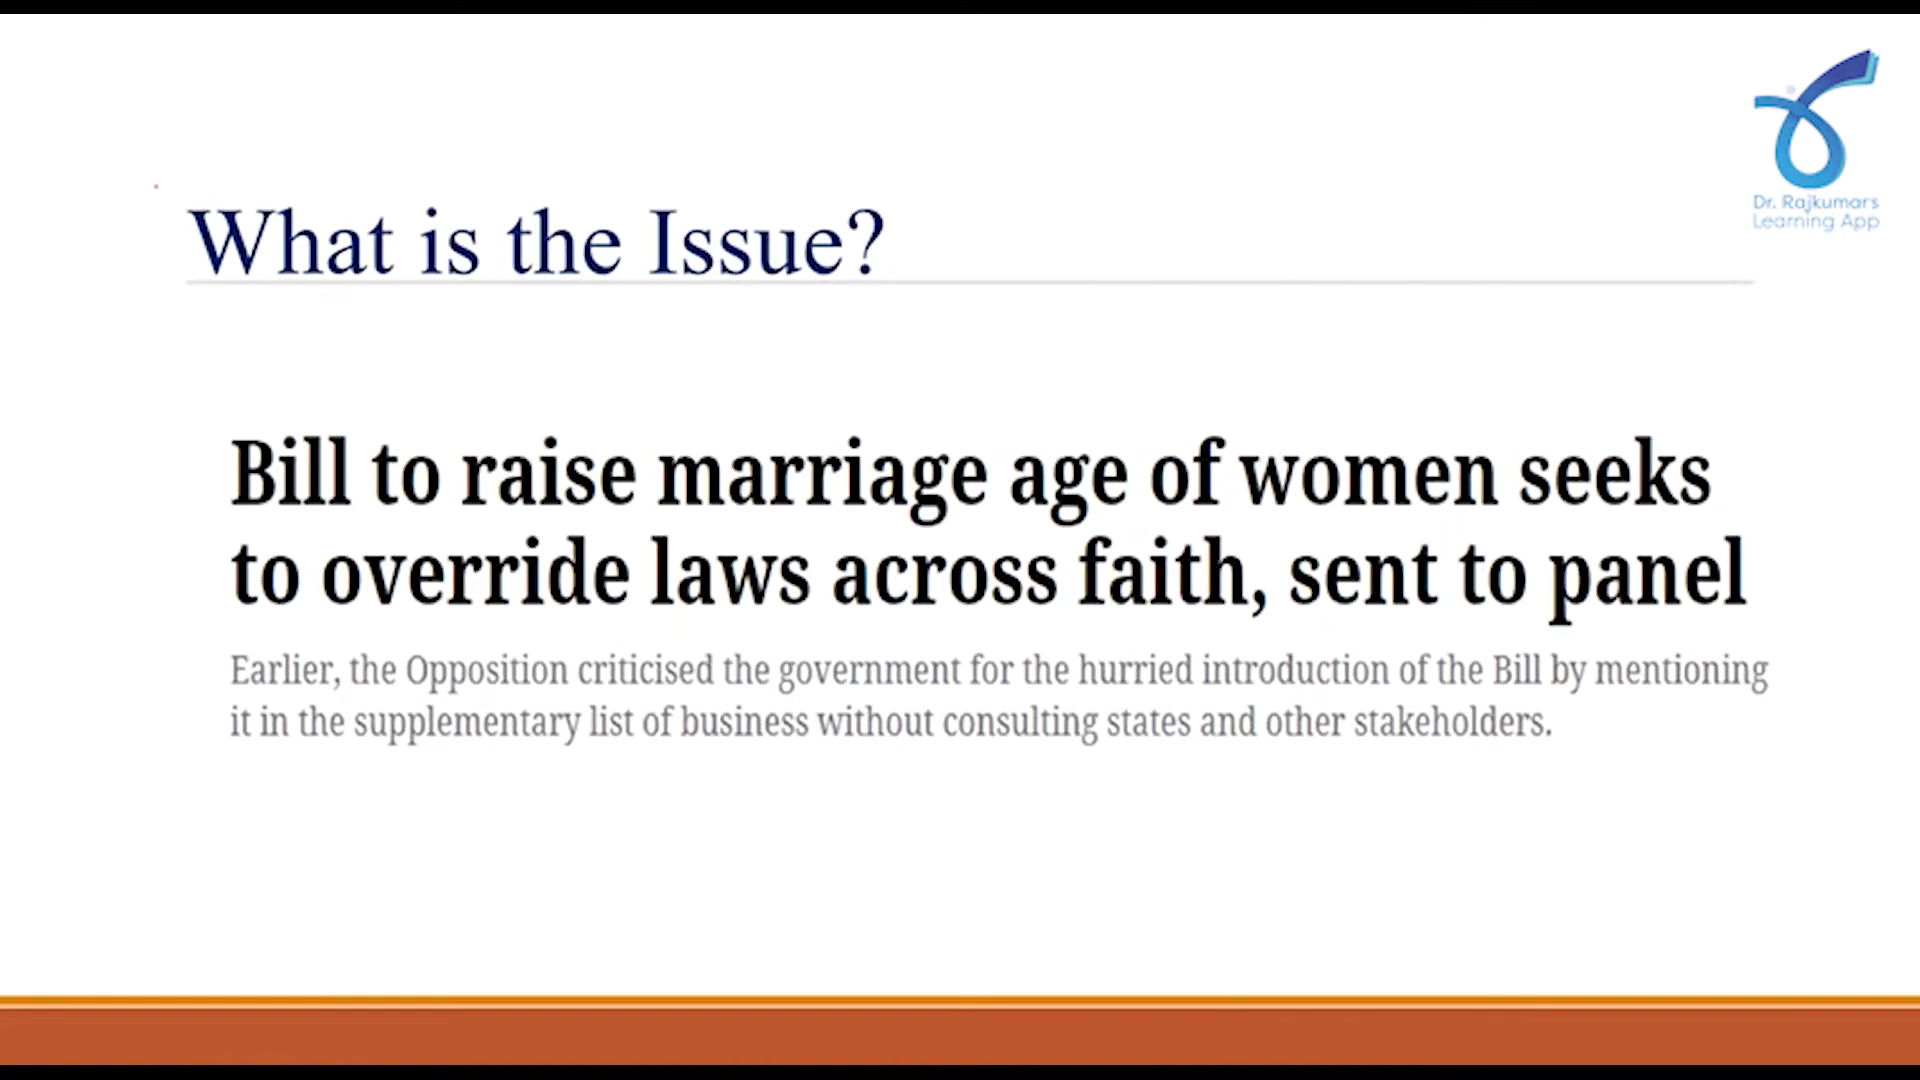 Dr. Rajkumar's
Learning App
What is the Issue?
Bill to raise marriage age of women seeks
to override laws across faith, sent to panel
Earlier, the Opposition criticised the government for the hurried introduction of the Bill by mentioning
it in the supplementary list of business without consulting states and other stakeholders.